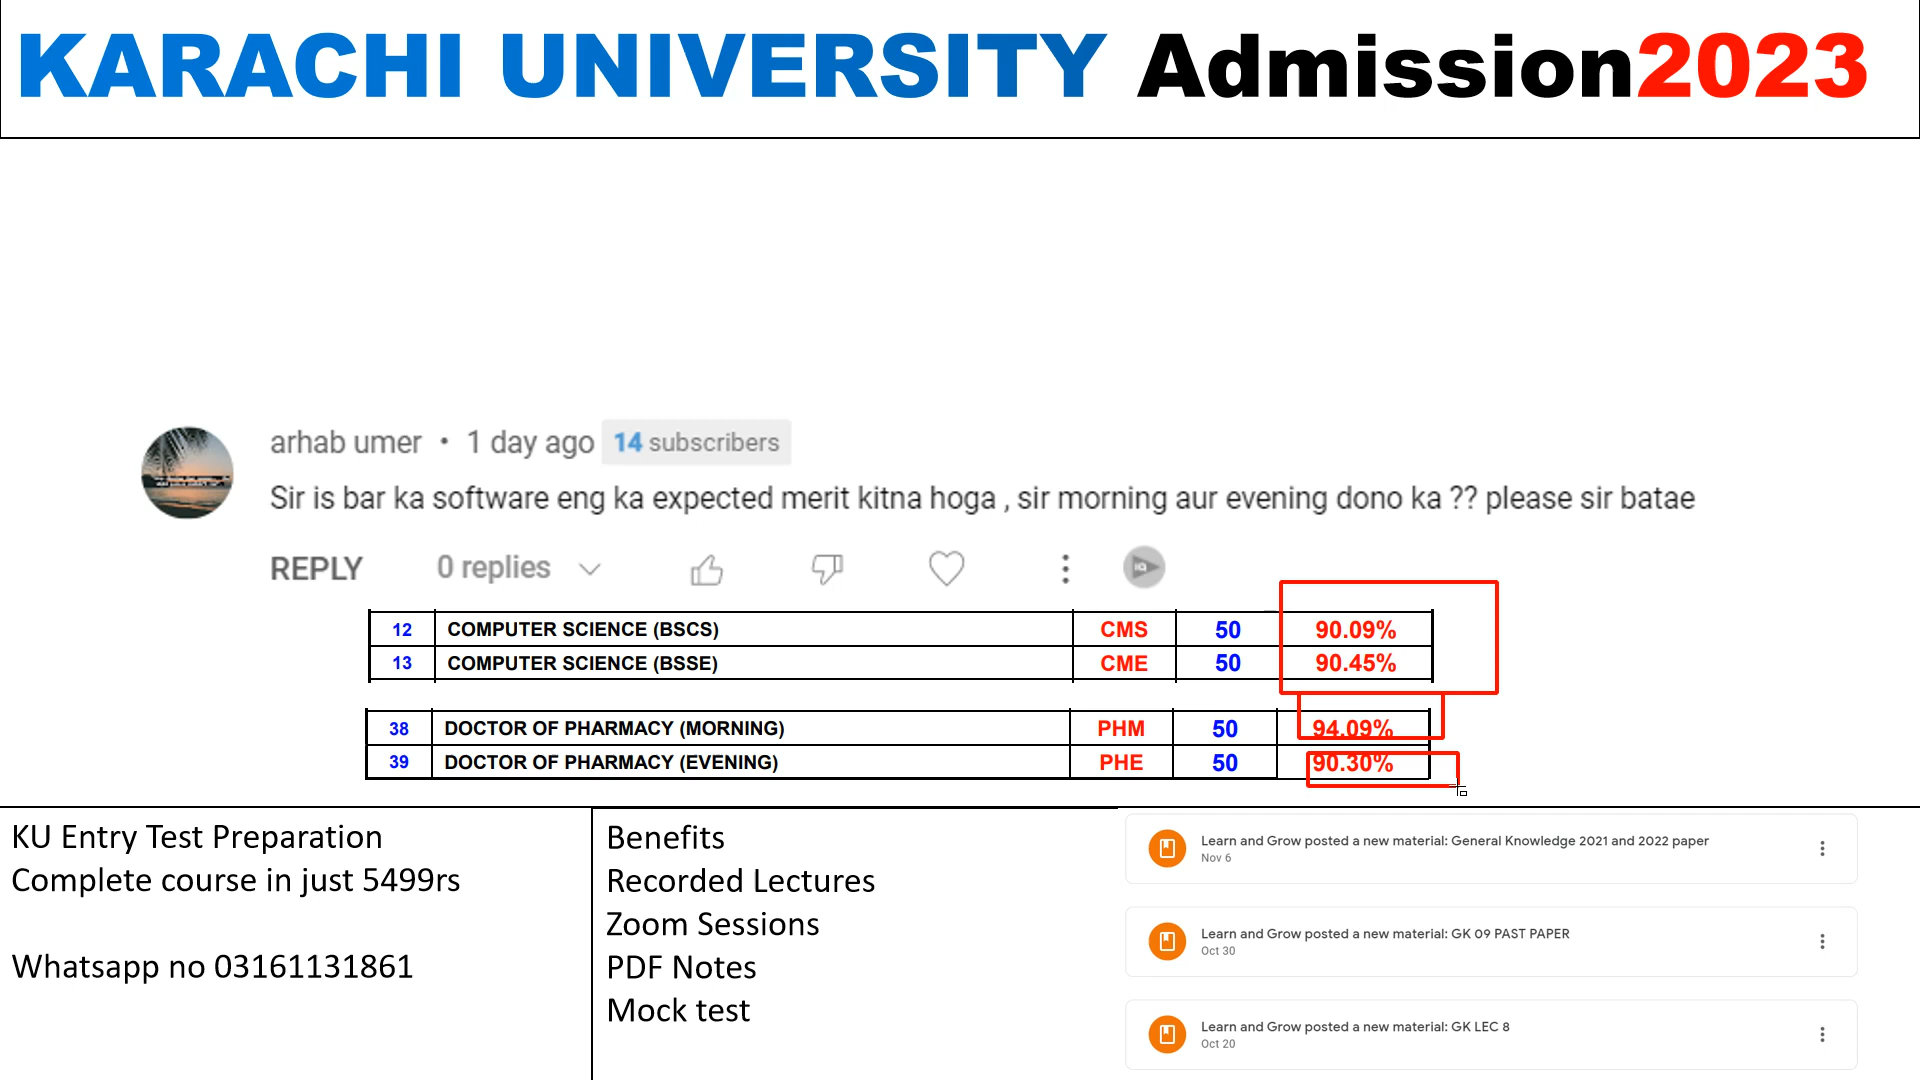 KARACHI UNIVERSITY Admission2023
arhab umer • 1 day ago 14 subscribers
Sir is bar ka software eng ka expected merit kitna hoga , sir morning aur evening dono ka ?? please sir batae
REPLY 0 replies
12 COMPUTER SCIENCE (BSCS) CMS 50 90.09%
13 COMPUTER SCIENCE (BSSE) CME 50 90.45%
38 DOCTOR OF PHARMACY (MORNING) PHM 50 94.09%
39 DOCTOR OF PHARMACY (EVENING) PHE 50 90.30%
KU Entry Test Preparation
Complete course in just 5499rs
Whatsapp no 03161131861
Benefits
Recorded Lectures
Zoom Sessions
PDF Notes
Mock test
Learn and Grow posted a new material: General Knowledge 2021 and 2022 paper
Nov 6
Learn and Grow posted a new material: GK 09 PAST PAPER
Oct 30
Learn and Grow posted a new material: GK LEC 8
Oct 20